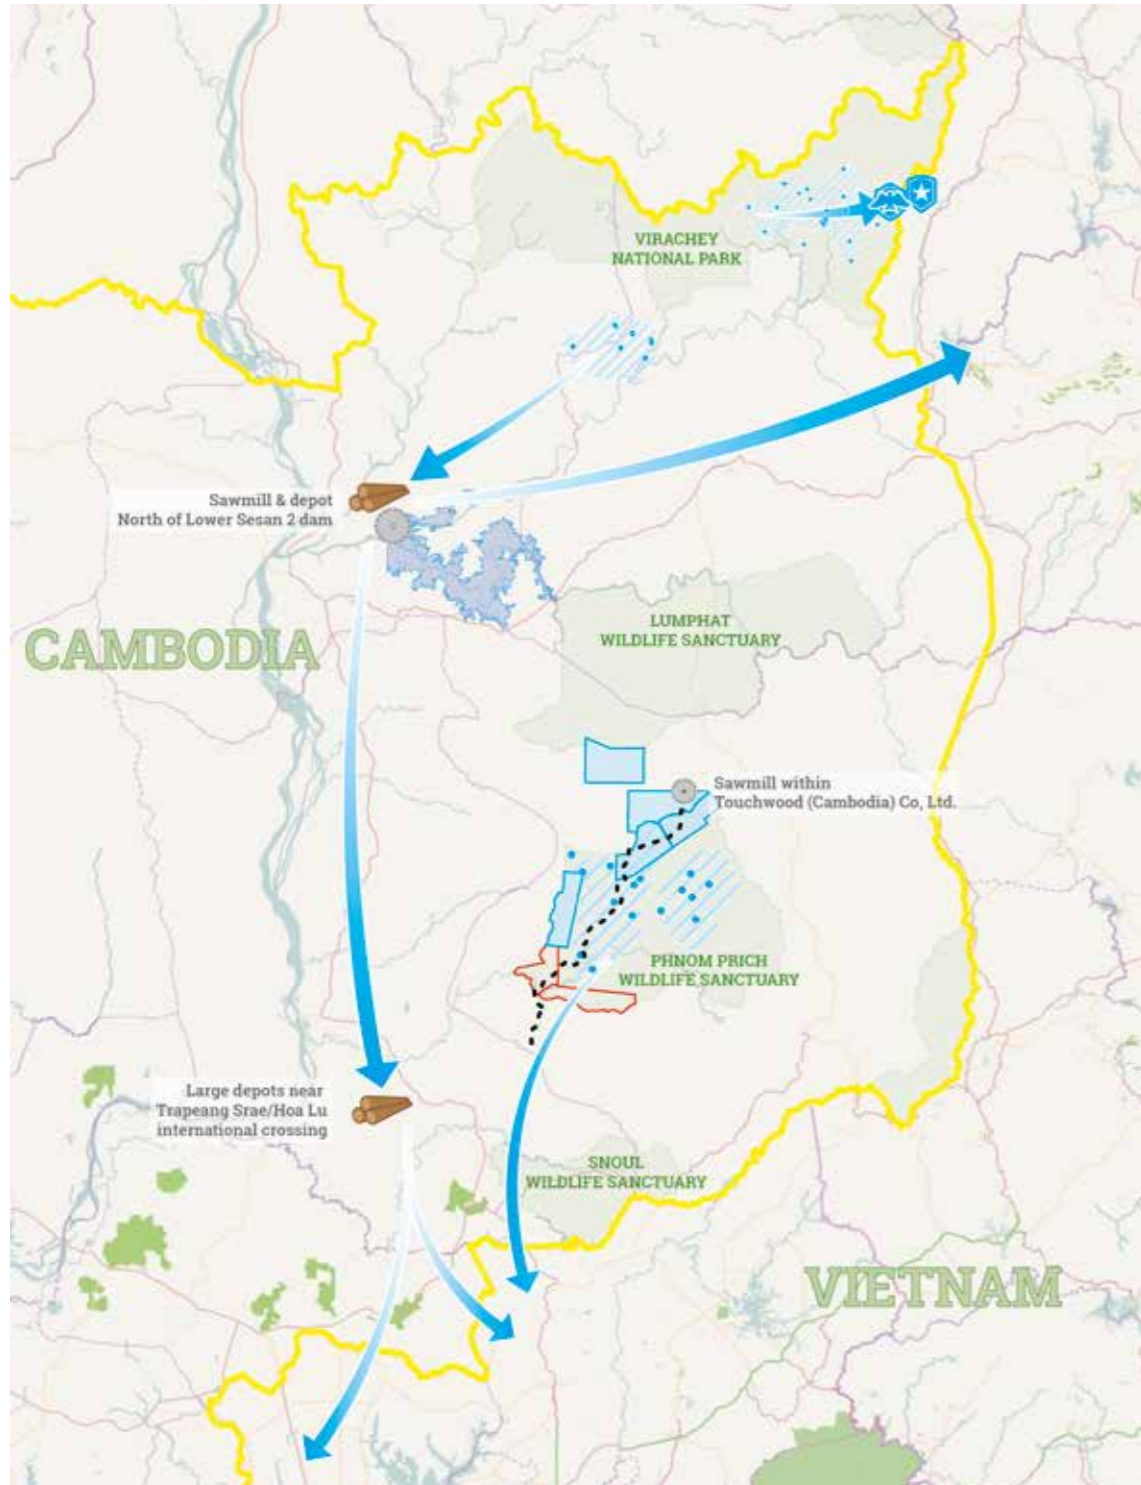 VIRACHEY
NATIONAL PARK
Sawmill & depot
North of Lower Sesan 2 dam
LUMPHAT
WILDLIFE SANCTUARY
CAMBODIA
Sawmill within
Touchwood (Cambodia) Co, Ltd.
PHNOM PRICH
WILDLIFE SANCTUARY
Large depots near
Trapeang Srae/Hoa Lu
international crossing
SNOUL
WILDLIFE SANCTUARY
VIETNAM